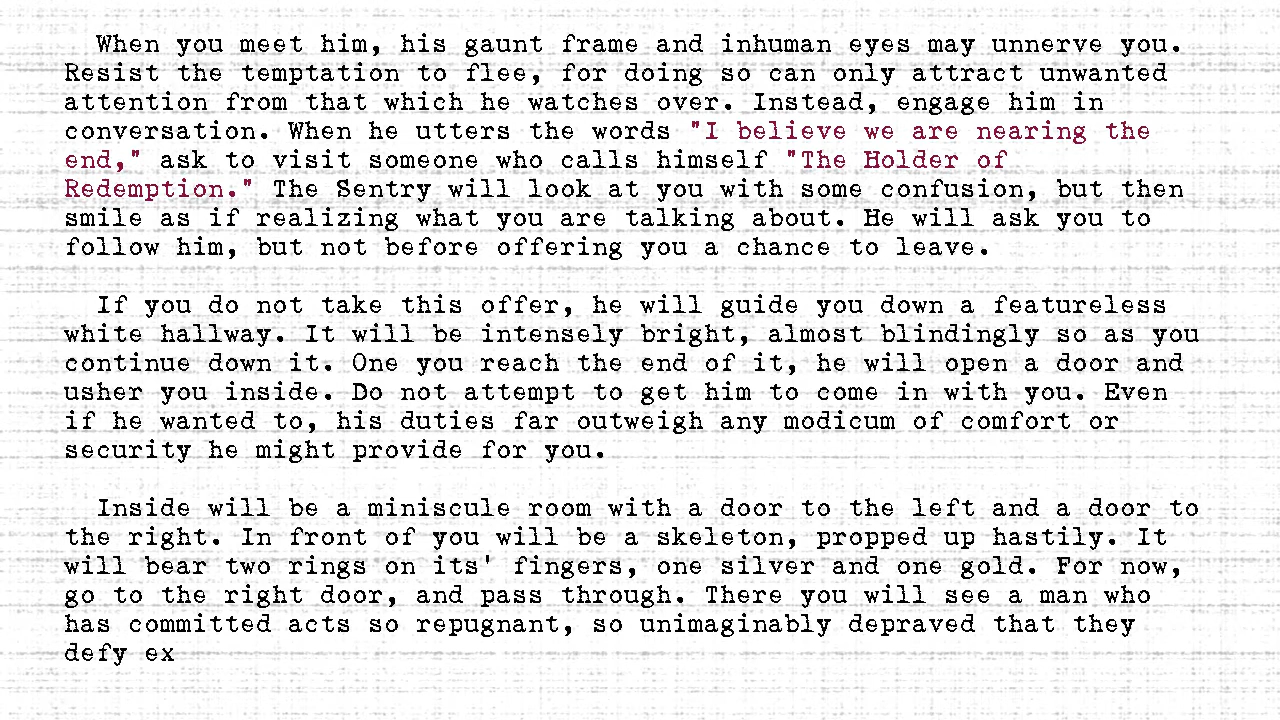 When you meet him, his gaunt frame and inhuman eyes may unnerve you.
Resist the temptation to flee, for doing so can only attract unwanted
attention from that which he watches over. Instead, engage him in
conversation. When he utters the words "I believe we are nearing the
end," ask to visit someone who calls himself "The Holder of
Redemption." The Sentry will look at you with some confusion, but then
smile as if realizing what you are talking about. He will ask you to
follow him, but not before offering you a chance to leave.
If you do not take this offer, he will guide you down a featureless
white hallway. It will be intensely bright, almost blindingly so as you
continue down it. One you reach the end of it, he will open a door and
usher you inside. Do not attempt to get him to come in with you. Even
if he wanted to, his duties far outweigh any modicum of comfort or
security he might provide for you.
Inside will be a miniscule room with a door to the left and a door to
the right. In front of you will be a skeleton, propped up hastily. It
will bear two rings on its' fingers, one silver and one gold. For now,
go to the right door, and pass through. There you will see a man who
has committed acts so repugnant, so unimaginably depraved that they
defy ex